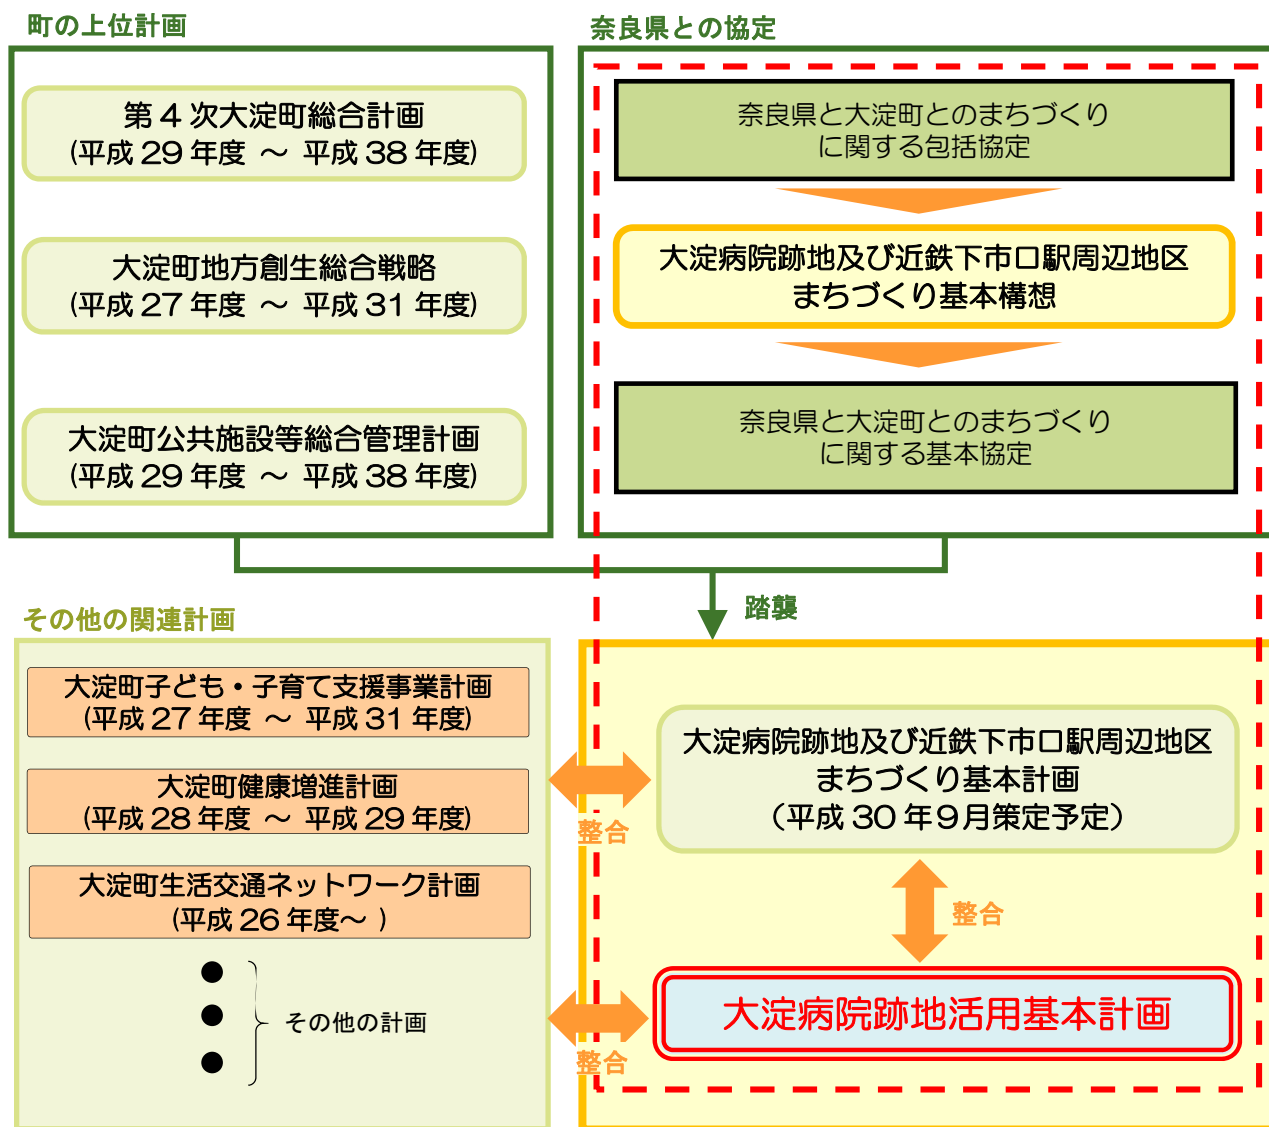 町の上位計画
第4次大淀町総合計画
(平成 29 年度 ～ 平成 38 年度)
大淀町地方創生総合戦略
(平成 27 年度 ～ 平成 31 年度)
大淀町公共施設等総合管理計画
(平成 29 年度 ～ 平成 38 年度)
奈良県との協定
奈良県と大淀町とのまちづくり
に関する包括協定
大淀病院跡地及び近鉄下市口駅周辺地区
まちづくり基本構想
奈良県と大淀町とのまちづくり
に関する基本協定
踏襲
その他の関連計画
大淀町子ども・子育て支援事業計画
(平成 27 年度 ～ 平成 31 年度)
大淀町健康増進計画
(平成 28 年度 ～ 平成 29 年度)
大淀町生活交通ネットワーク計画
(平成 26 年度～ )
その他の計画
整合
大淀病院跡地及び近鉄下市口駅周辺地区
まちづくり基本計画
（平成 30 年９月策定予定）
整合
整合
大淀病院跡地活用基本計画